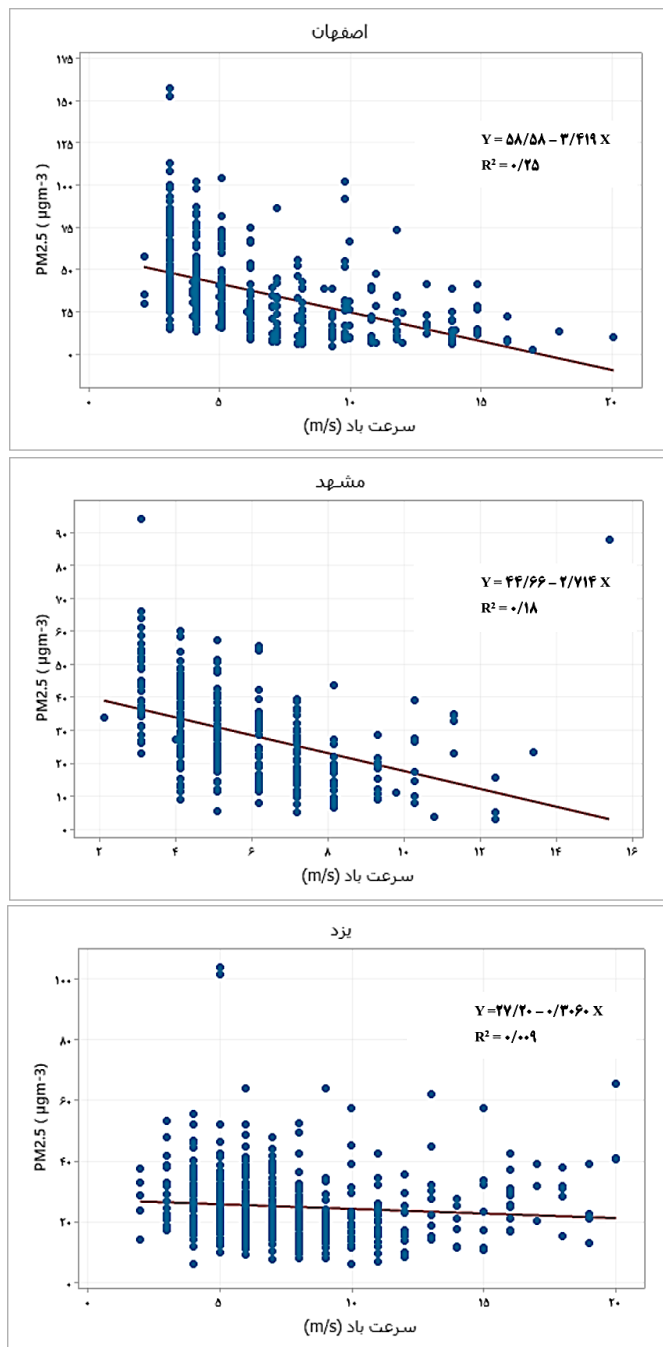 اصفهان
Y = ۵۸/۵۸ – ۳/۴۱۹ X
R² = ۰/۲۵
PM2.5 ( µgm-3 )
۱۷۵
۱۵۰
۱۲۵
۱۰۰
۷۵
۵۰
۲۵
۰
۰ ۵ ۱۰ ۱۵ ۲۰
سرعت باد (m/s)
مشهد
Y = ۴۴/۶۶ – ۲/۷۱۴ X
R² = ۰/۱۸
PM2.5 ( µgm-3)
۹۰
۸۰
۷۰
۶۰
۵۰
۴۰
۳۰
۲۰
۱۰
۰
۲ ۴ ۶ ۸ ۱۰ ۱۲ ۱۴ ۱۶
سرعت باد (m/s)
یزد
Y =۲۷/۲۰ – ۰/۳۰۶۰ X
R² = ۰/۰۰۹
PM2.5 ( µgm-3)
۱۰۰
۸۰
۶۰
۴۰
۲۰
۰
۰ ۵ ۱۰ ۱۵ ۲۰
سرعت باد (m/s)